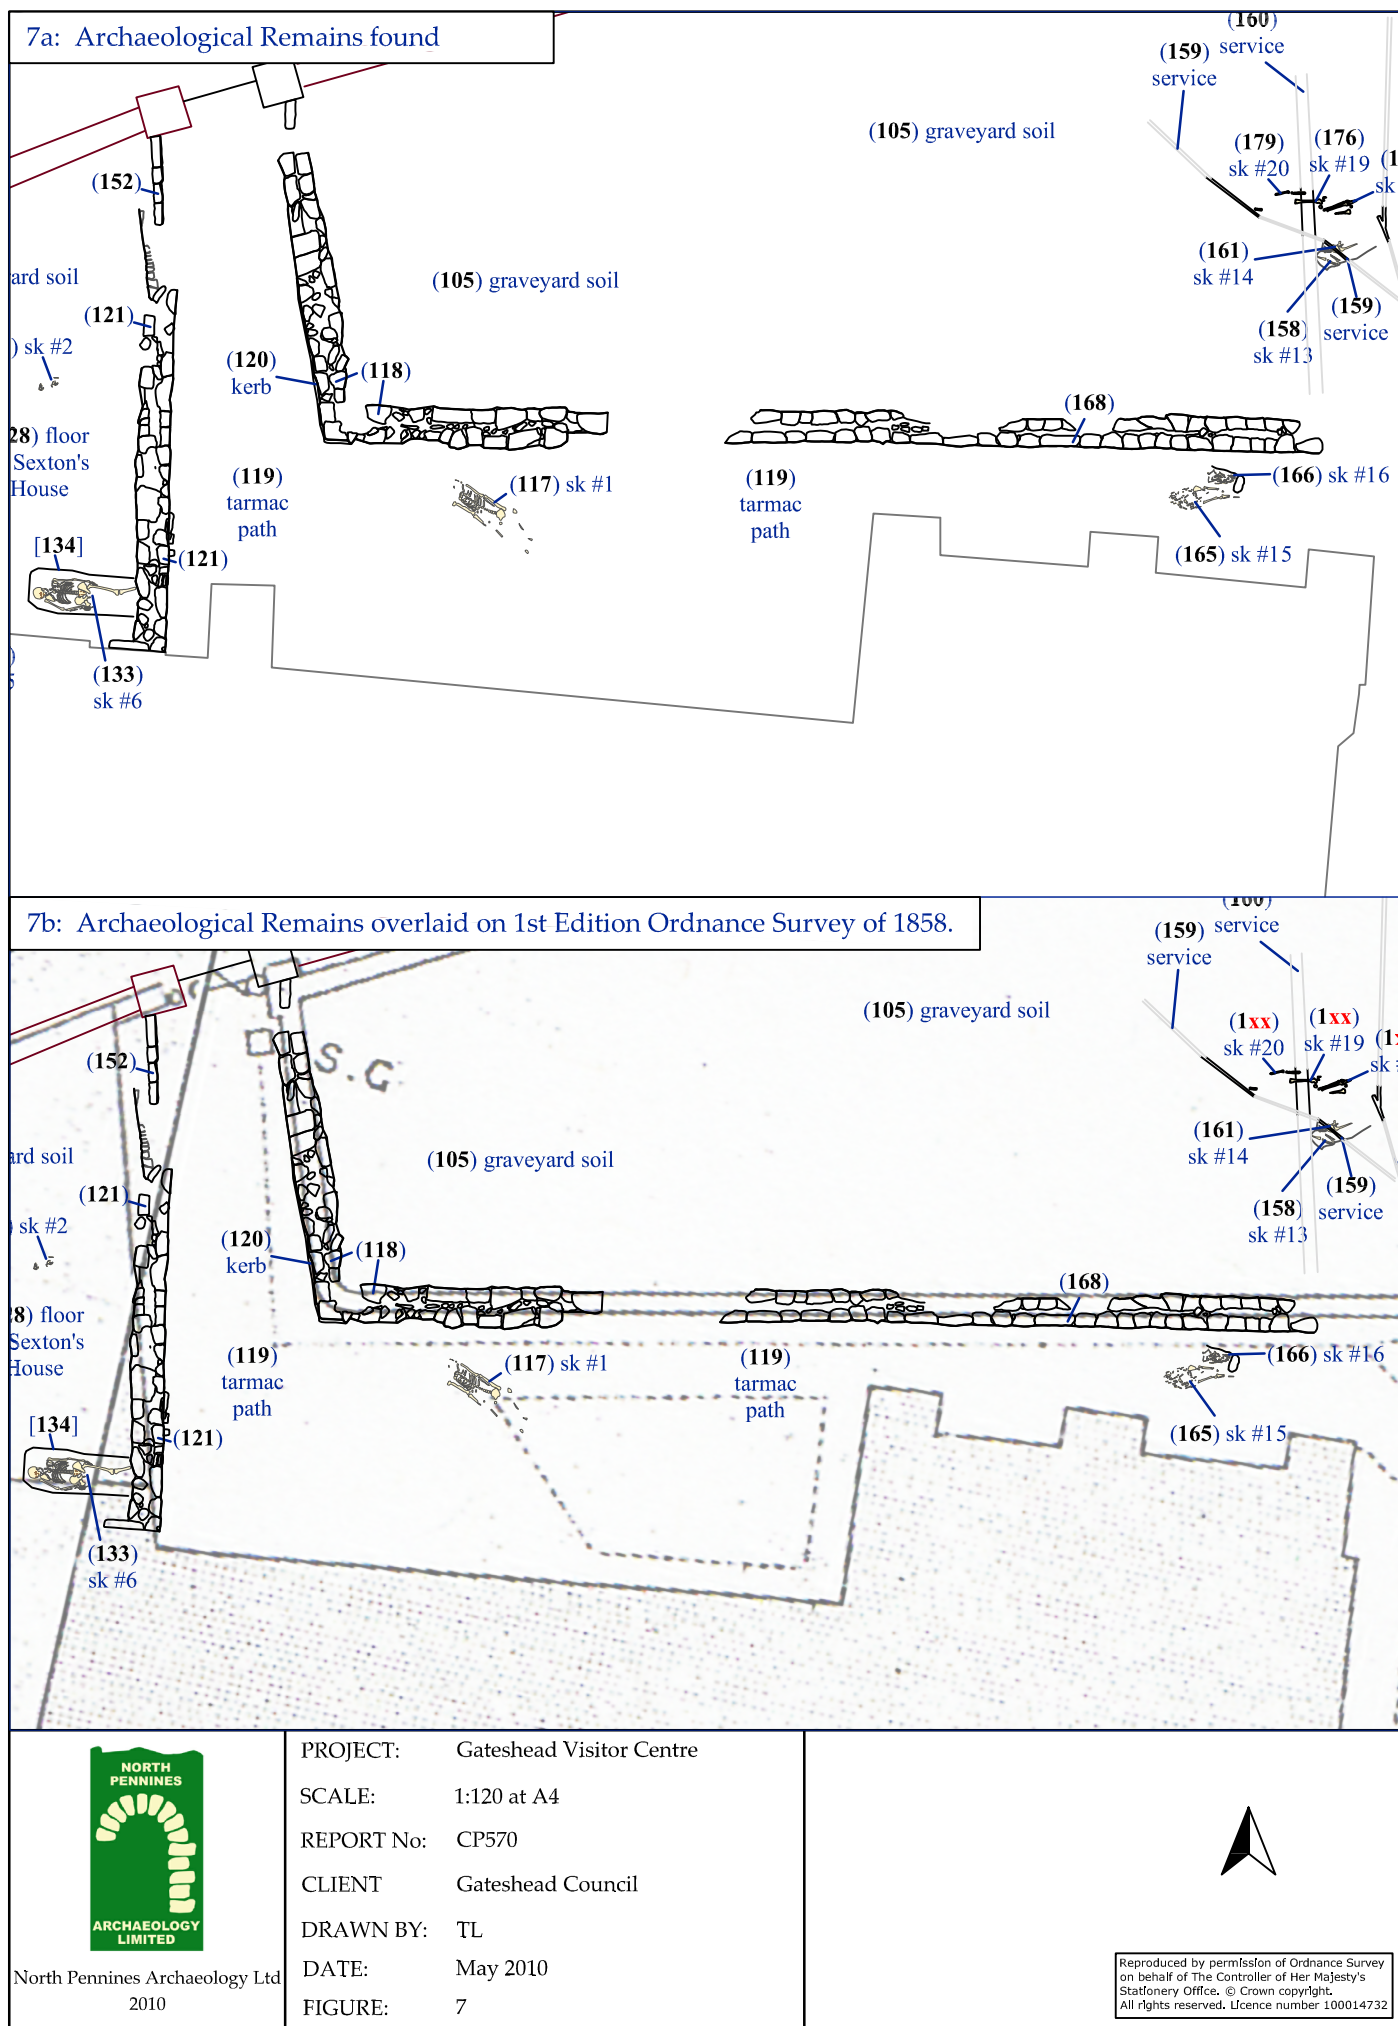 7a: Archaeological Remains found
(160)
service
(159)
service
(105) graveyard soil
(179)
sk #20
(176)
sk #19
sk
(152)
ard soil
(105) graveyard soil
(161)
sk #14
(121)
) sk #2
(159)
service
(158)
sk #13
(120)
kerb
(118)
(168)
28) floor
Sexton's
House
(119)
tarmac
path
(117) sk #1
(119)
tarmac
path
(166) sk #16
[134]
(121)
(165) sk #15
(133)
sk #6
7b: Archaeological Remains overlaid on 1st Edition Ordnance Survey of 1858.
service
(159)
service
(105) graveyard soil
(1xx)
sk #20
(1xx)
sk #19
sk
(152)
S.G
ard soil
(105) graveyard soil
(161)
sk #14
(121)
) sk #2
(159)
service
(158)
sk #13
(120)
kerb
(118)
(168)
8) floor
Sexton's
House
(119)
tarmac
path
(117) sk #1
(119)
tarmac
path
(166) sk #16
[134]
(121)
(165) sk #15
(133)
sk #6
NORTH
PENNINES
ARCHAEOLOGY
LIMITED
North Pennines Archaeology Ltd
2010
PROJECT: Gateshead Visitor Centre
SCALE: 1:120 at A4
REPORT No: CP570
CLIENT Gateshead Council
DRAWN BY: TL
DATE: May 2010
FIGURE: 7
Reproduced by permission of Ordnance Survey
on behalf of The Controller of Her Majesty's
Stationery Office. © Crown copyright.
All rights reserved. Licence number 100014732